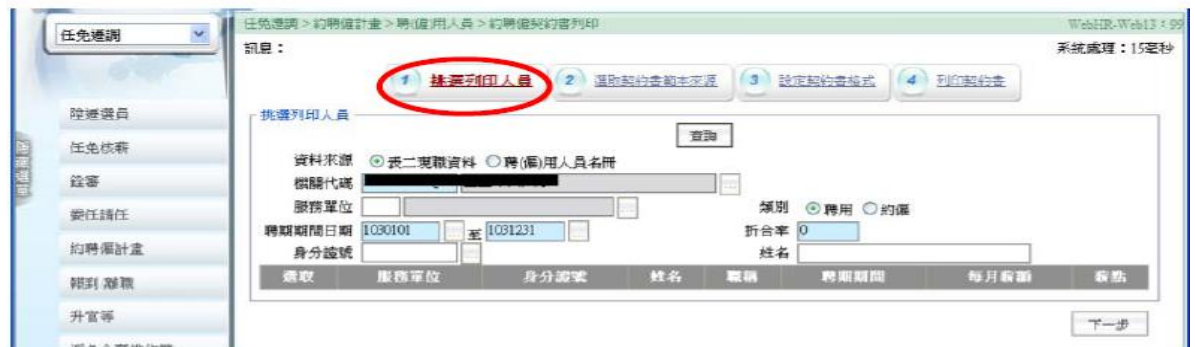 任免遷調
任免遷調 > 約聘僱計畫 > 聘(僱)用人員 > 約聘僱契約書列印
WebHR-Web13：99
訊息：
系統處理：15毫秒
1 挑選列印人員
2 選取契約書範本來源
3 設定契約書格式
4 列印契約書
陞遷選員
任免核薪
銓審
委任請任
約聘僱計畫
報到 離職
升官等
挑選列印人員
查詢
資料來源 表二現職資料 聘(僱)用人員名冊
機關代碼
服務單位
類別 聘用 約僱
聘期期間日期 1030101 至 1031231
折合率 0
身分證號
姓名
選取 服務單位 身分證號 姓名 職稱 聘期期間 每月薪額 薪點
下一步